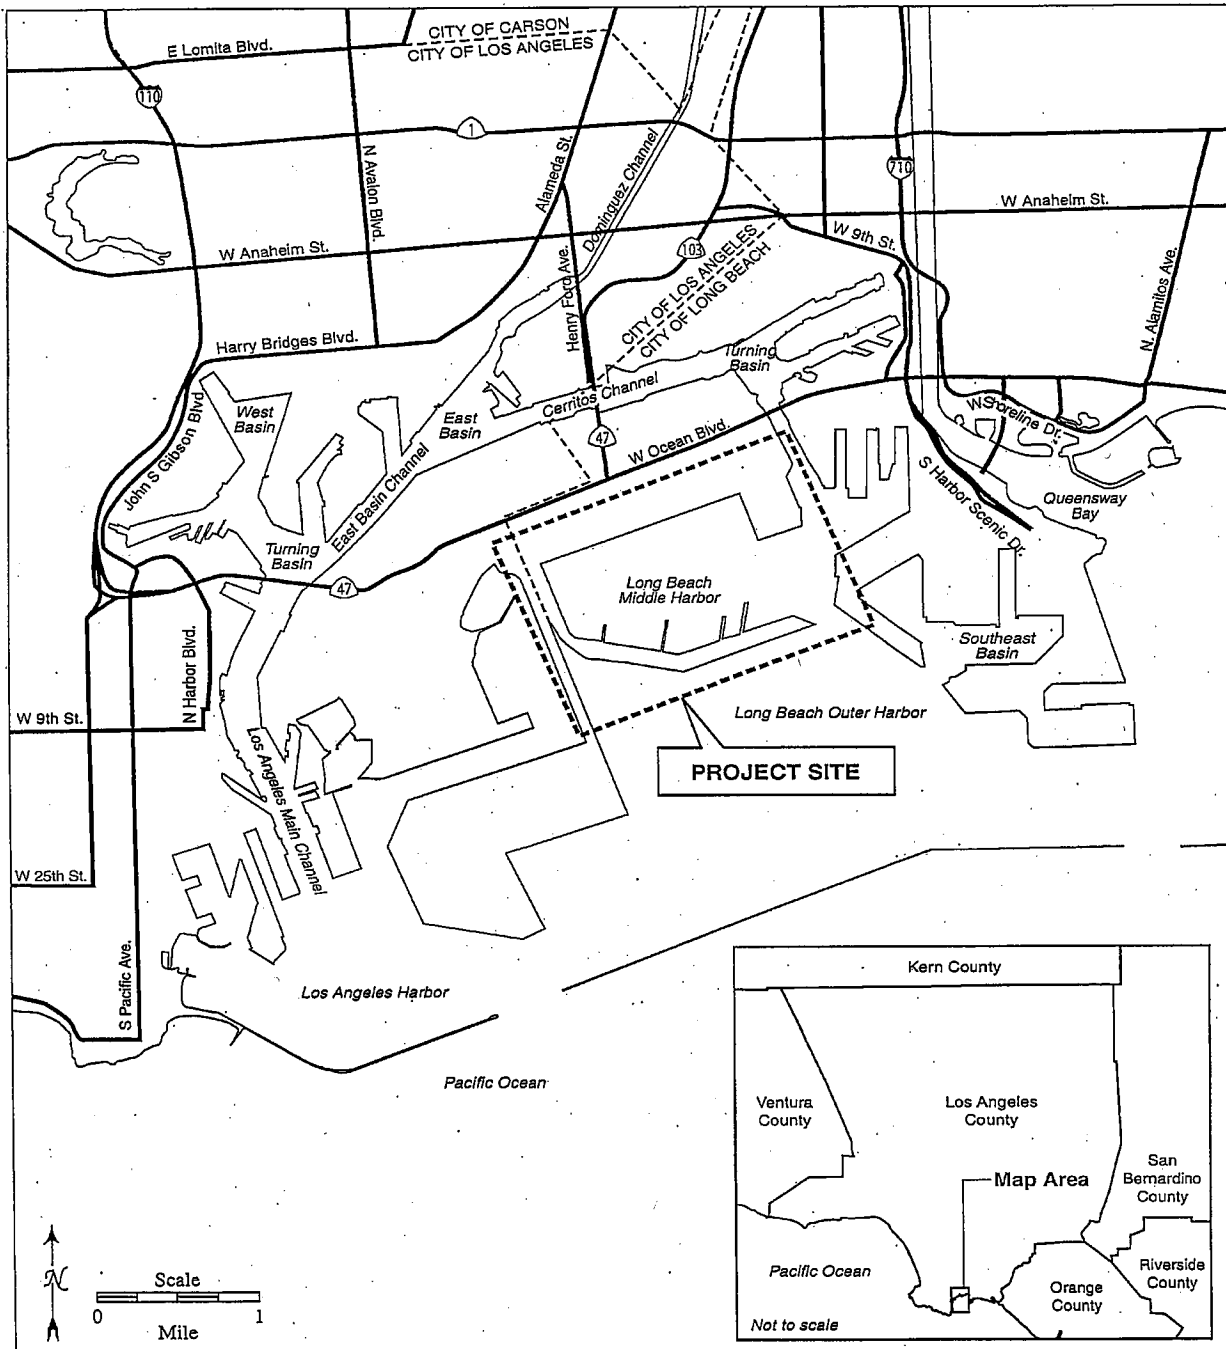 CITY OF CARSON
CITY OF LOS ANGELES
E Lomita Blvd.
110
1
N Avalon Blvd.
Alameda St.
Dominguez Channel
710
W Anaheim St.
W Anaheim St.
W 9th St.
103
CITY OF LOS ANGELES
CITY OF LONG BEACH
Henry Ford Ave.
N. Alamitos Ave.
Harry Bridges Blvd.
Turning
Basin
Cerritos Channel
West
Basin
East
Basin
John S Gibson Blvd.
East Basin Channel
47
W Ocean Blvd.
W Shoreline Dr.
S Harbor Scenic Dr.
Queensway
Bay
Turning
Basin
47
Long Beach
Middle Harbor
Southeast
Basin
N Harbor Blvd.
W 9th St.
Long Beach Outer Harbor
PROJECT SITE
Los Angeles Main Channel
W 25th St.
S Pacific Ave.
Los Angeles Harbor
Pacific Ocean
Kern County
Ventura
County
Los Angeles
County
San
Bernardino
County
Map Area
Pacific Ocean
Orange
County
Riverside
County
Not to scale
N
Scale
0 1
Mile